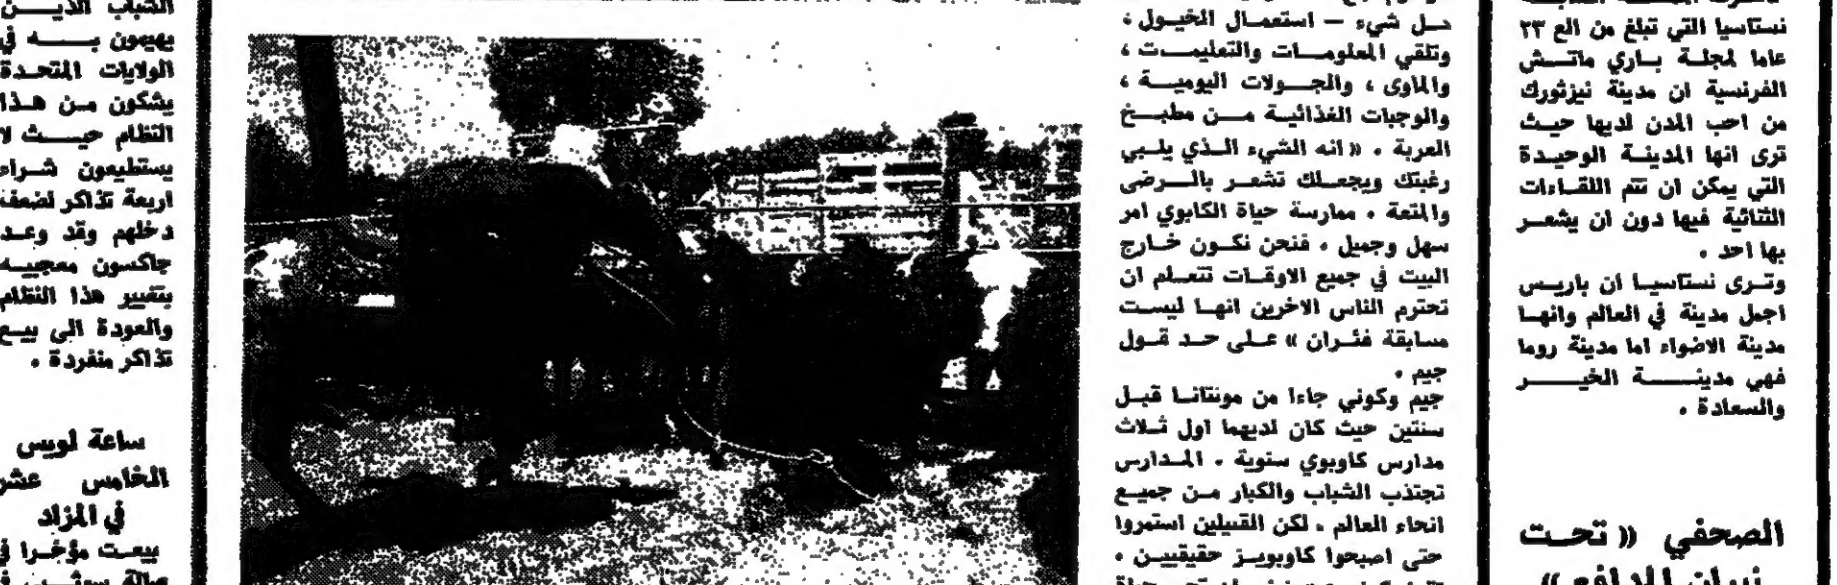 نستاسيا التي تبلغ من الع ٢٣
عاما لمجلة بـاري ماتـش
الفرنسية ان مدينة نيزثورك
من احب المدن لديها حيث
ترى انها المدينة الوحيدة
التي يمكن ان تتم اللقاءات
الثنائية فيها دون ان يشعر
بها احد .
وترى نستاسيا ان باريس
اجمل مدينة في العالم وانها
مدينة الاضواء اما مدينة روما
فهي مدينة الخير
والسعادة .
الصحفي « تحت
نيران المدافع »
كل شيء — استعمال الخيول ،
وتلقي المعلومات والتعليمت ،
والماوى ، والجولات اليومية ،
والوجبات الغذائية من مطبخ
العربة . « انه الشيء الذي يلبي
رغبتك ويجعلك تشعر بالرضى
والمتعة . ممارسة حياة الكابوي امر
سهل وجميل . فنحن نكون خارج
البيت في جميع الاوقات تتعلم ان
تحترم الناس الاخرين انها ليست
مسابقة فئران » على حد قول
جيم .
جيم وكوني جاءا من مونتانا قبل
سنتين حيث كان لديهما اول ثلاث
مدارس كاوبوي سنوية . المدارس
تجتذب الشباب والكبار من جميع
انحاء العالم . لكن القبيلين استمروا
حتى اصبحوا كاوبويز حقيقيين .
الشباب الذين
يهيمون به في
الولايات المتحدة
يشكون من هذا
النظام حيث لا
يستطيعون شراء
اربعة تذاكر لضعف
دخلهم وقد وعد
جاكسون معجبيه
بتغيير هذا النظام
والعودة الى بيع
تذاكر منفردة .
ساعة لويس
الخامس عشر
في المزاد
بيعت مؤخرا في